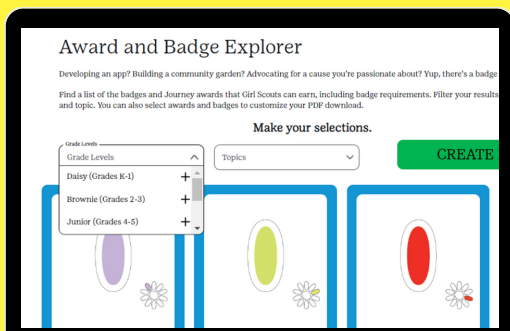 Award and Badge Explorer
Developing an app? Building a community garden? Advocating for a cause you're passionate about? Yup, there's a badge
Find a list of the badges and Journey awards that Girl Scouts can earn, including badge requirements. Filter your results
and topic. You can also select awards and badges to customize your PDF download.
Make your selections.
Grade Levels
Grade Levels
Topics
CREATE
Daisy (Grades K-1)
Brownie (Grades 2-3)
Junior (Grades 4-5)